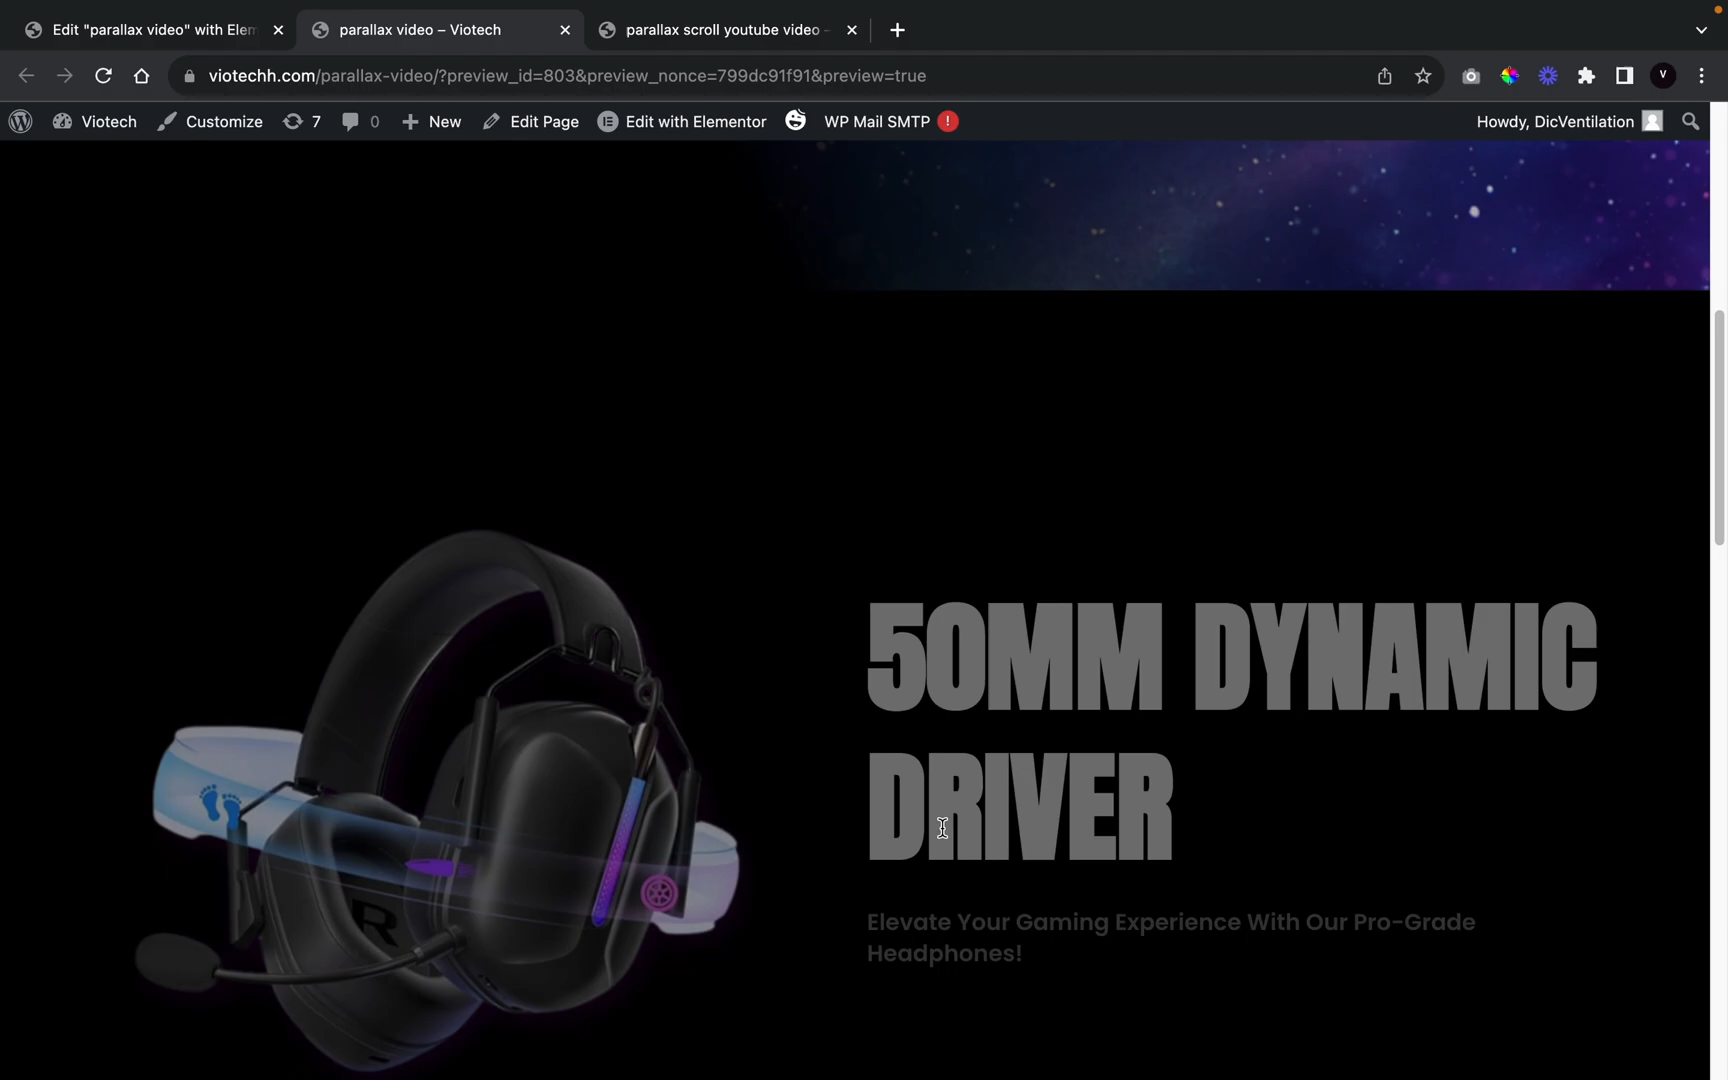 Edit "parallax video" with Elem
parallax video – Viotech
parallax scroll youtube video -
viotechh.com/parallax-video/?preview_id=803&preview_nonce=799dc91f91&preview=true
V
Viotech
Customize
7
0
New
Edit Page
Edit with Elementor
WP Mail SMTP !
Howdy, DicVentilation
50MM DYNAMIC
DRIVER
Elevate Your Gaming Experience With Our Pro-Grade
Headphones!
R